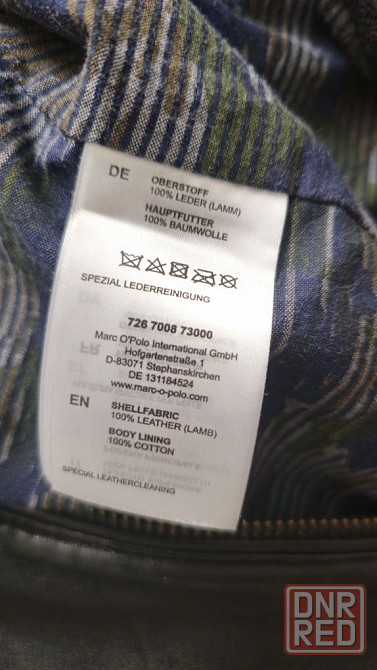 DE
OBERSTOFF
100% LEDER (LAMM)
HAUPTFUTTER
100% BAUMWOLLE
SPEZIAL LEDERREINIGUNG
726 7008 73000
Marc O'Polo International GmbH
Hofgartenstraße 1
D-83071 Stephanskirchen
DE 131184524
www.marc-o-polo.com
EN
SHELLFABRIC
100% LEATHER (LAMB)
BODY LINING
100% COTTON
SPECIAL LEATHERCLEANING
DNR
RED